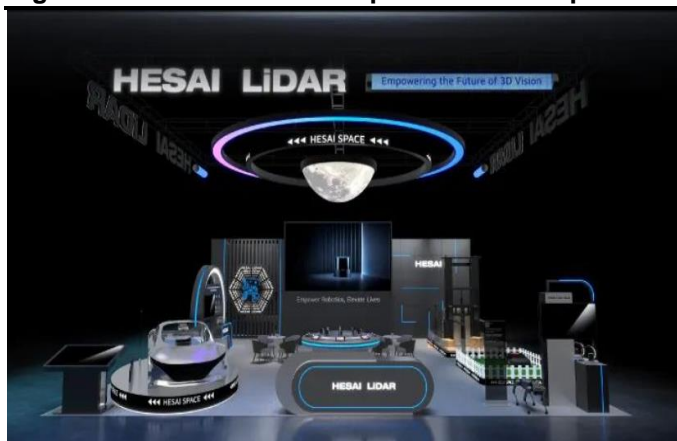 HESAI LiDAR
Empowering the Future of 3D Vision
HESAI LiDAR
HESAI LiDAR
HESAI SPACE
HESAI
Empower Robotics, Elevate Lives
HESAI LiDAR
HESAI SPACE